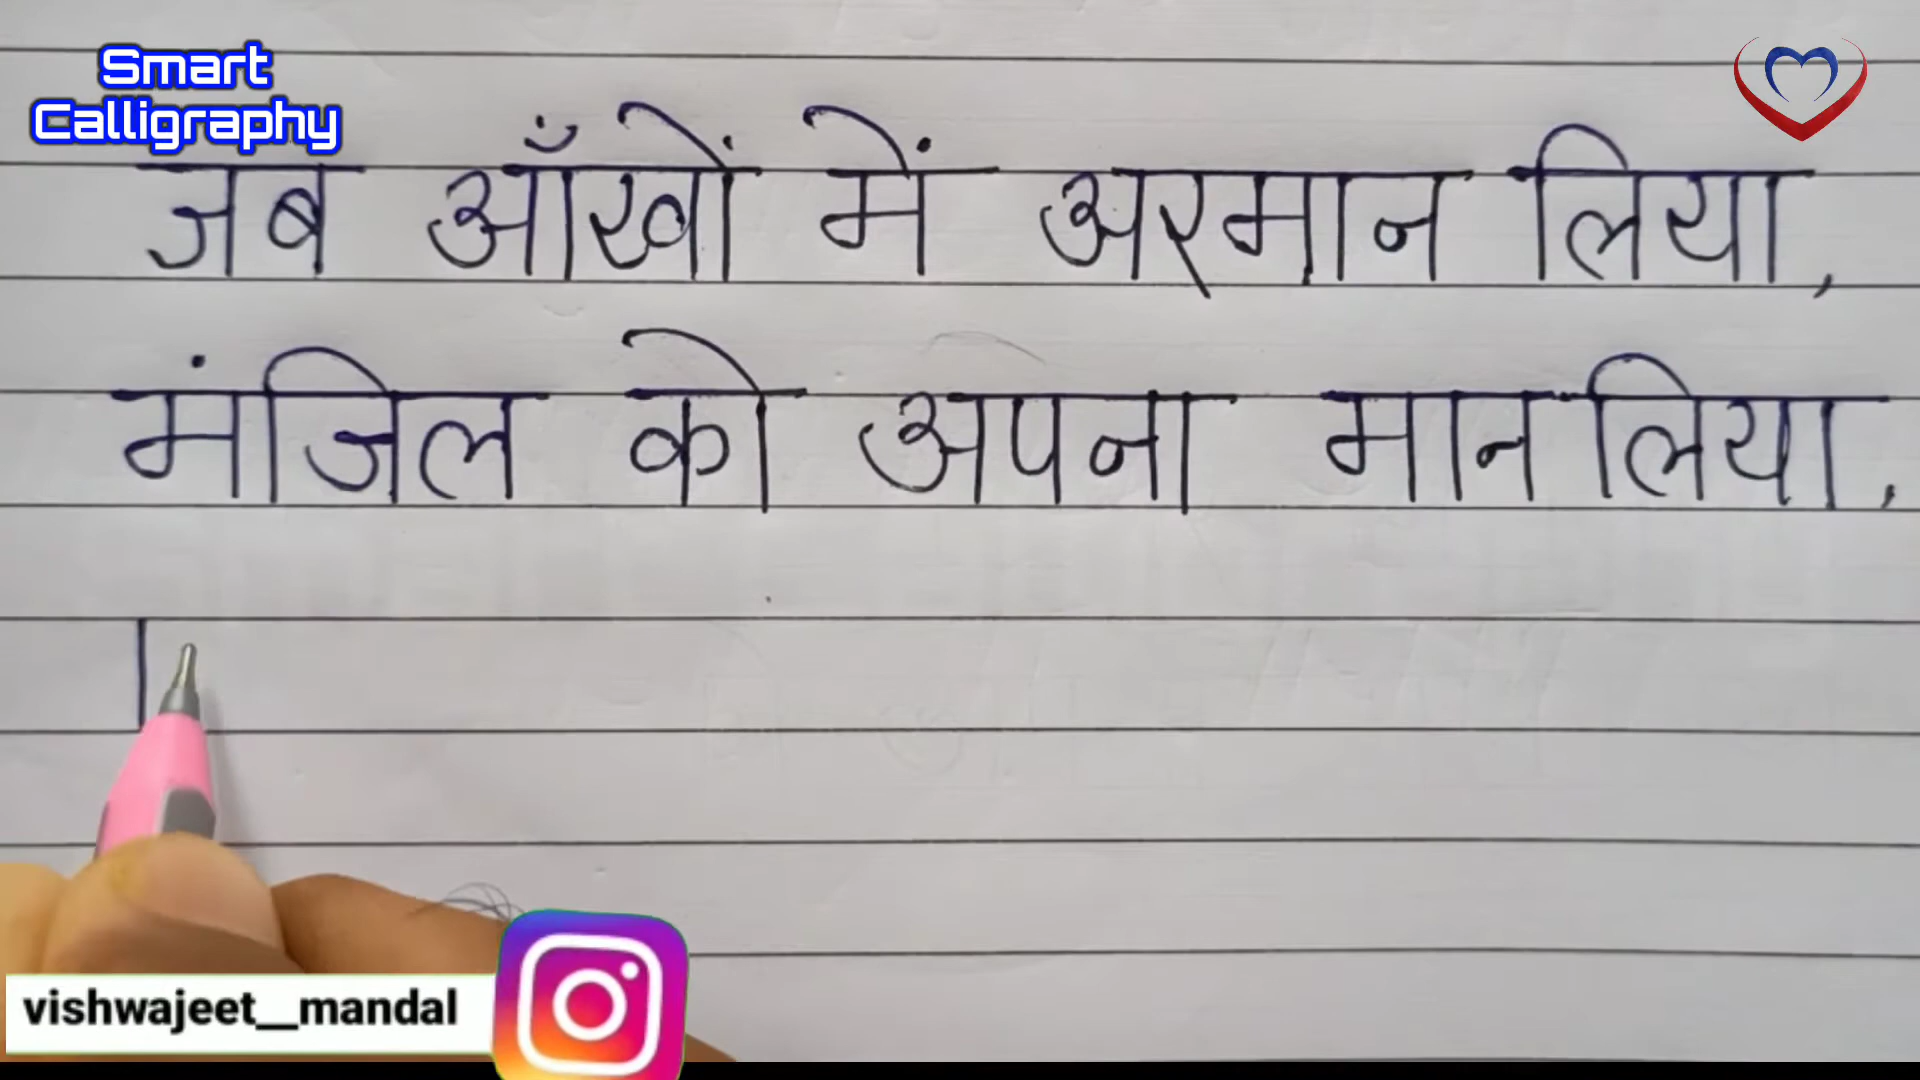 Smart
Calligraphy
जब आँखों में अरमान लिया,
मंजिल को अपना मान लिया,
vishwajeet__mandal